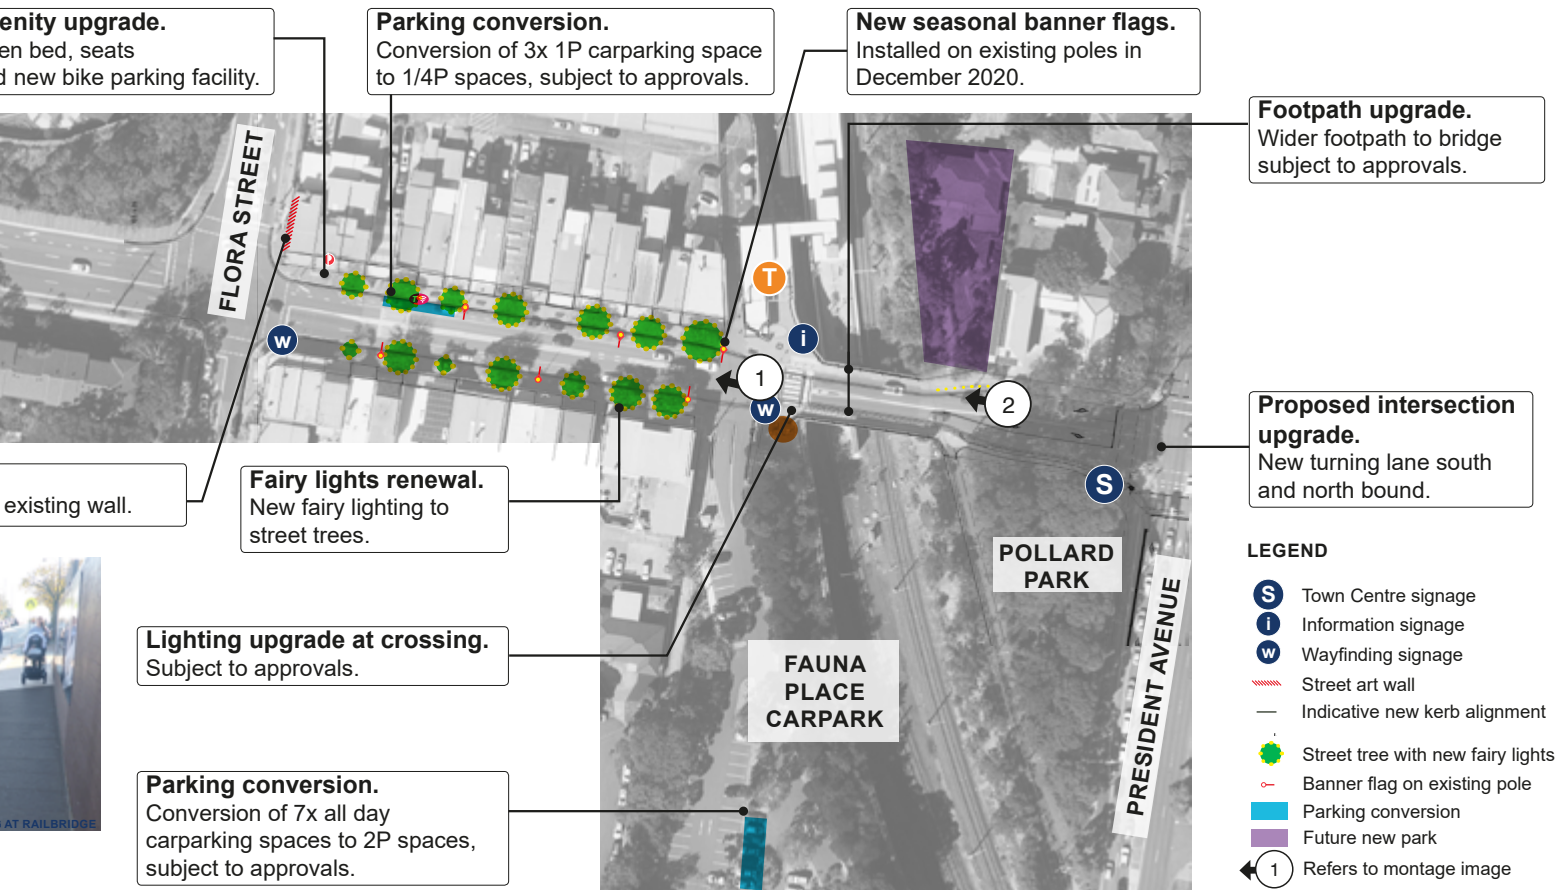 enity upgrade.
en bed, seats
d new bike parking facility.
Parking conversion.
Conversion of 3x 1P carparking space
to 1/4P spaces, subject to approvals.
New seasonal banner flags.
Installed on existing poles in
December 2020.
Footpath upgrade.
Wider footpath to bridge
subject to approvals.
FLORA STREET
T
i
w
1
w
2
S
Proposed intersection
upgrade.
New turning lane south
and north bound.
existing wall.
Fairy lights renewal.
New fairy lighting to
street trees.
POLLARD
PARK
PRESIDENT AVENUE
Lighting upgrade at crossing.
Subject to approvals.
FAUNA
PLACE
CARPARK
AT RAILBRIDGE
Parking conversion.
Conversion of 7x all day
carparking spaces to 2P spaces,
subject to approvals.
LEGEND
S Town Centre signage
i Information signage
w Wayfinding signage
Street art wall
Indicative new kerb alignment
Street tree with new fairy lights
Banner flag on existing pole
Parking conversion
Future new park
1 Refers to montage image